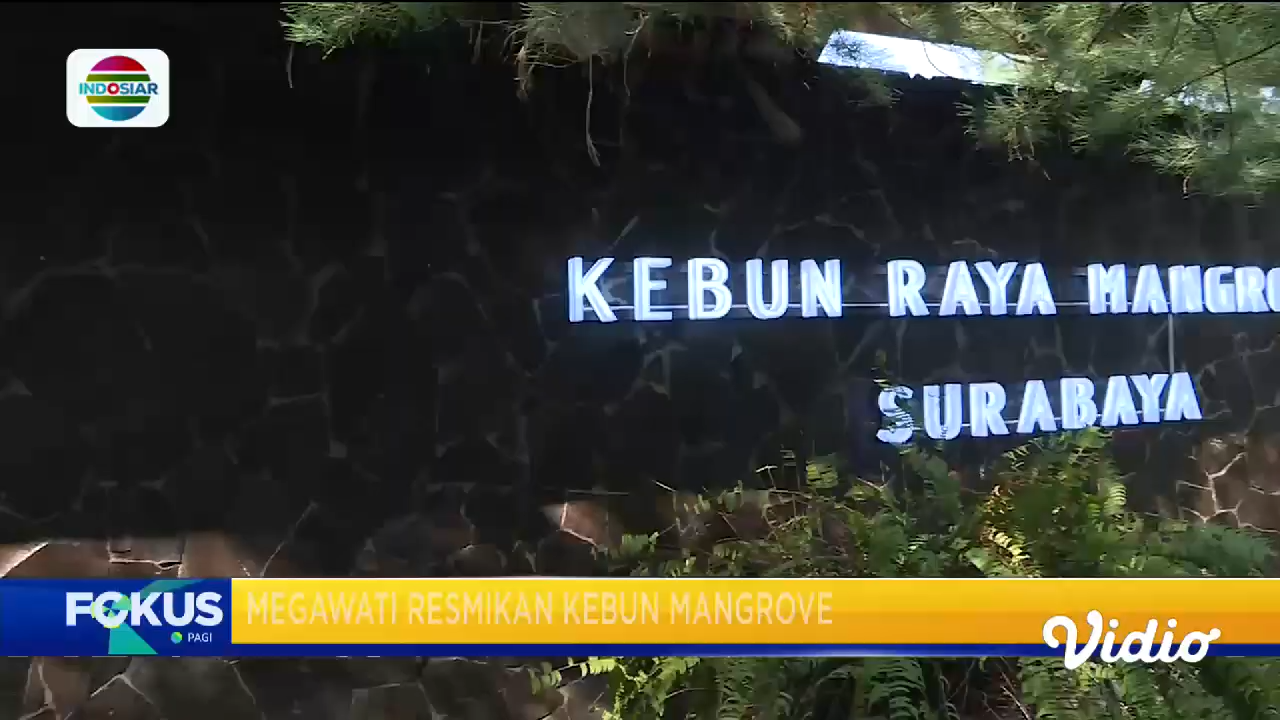 INDOSIAR
KEBUN RAYA MANGRO
SURABAYA
FOKUS
PAGI
MEGAWATI RESMIKAN KEBUN MANGROVE
Vidio